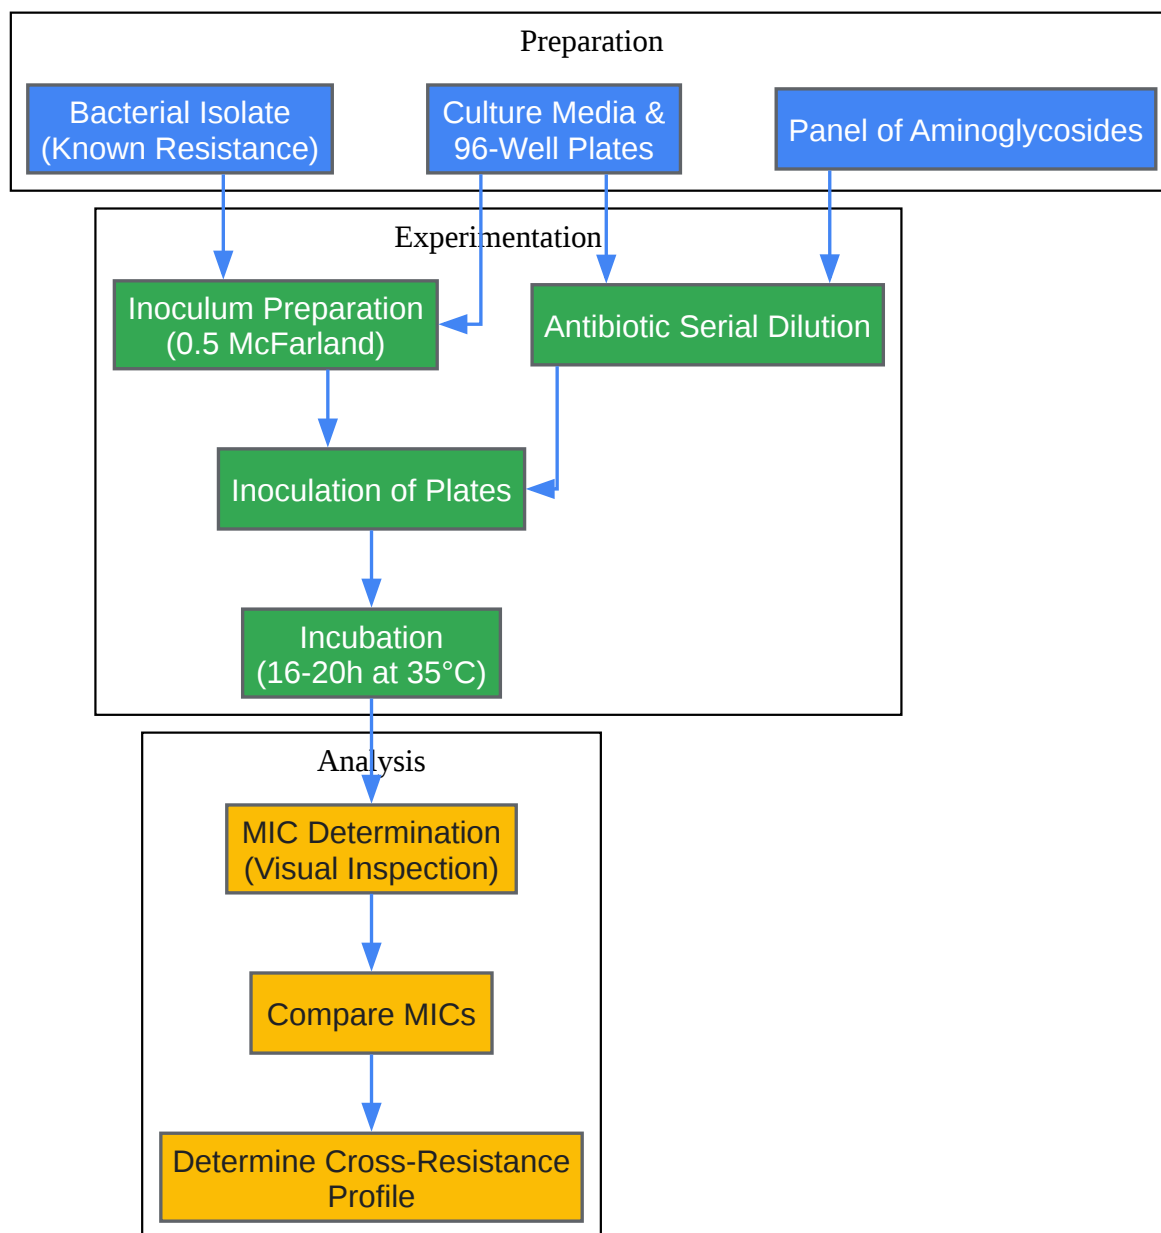 Preparation
Bacterial Isolate
(Known Resistance)
Culture Media &
96-Well Plates
Panel of Aminoglycosides
Experimentation
Inoculum Preparation
(0.5 McFarland)
Antibiotic Serial Dilution
Inoculation of Plates
Incubation
(16-20h at 35°C)
Analysis
MIC Determination
(Visual Inspection)
Compare MICs
Determine Cross-Resistance
Profile